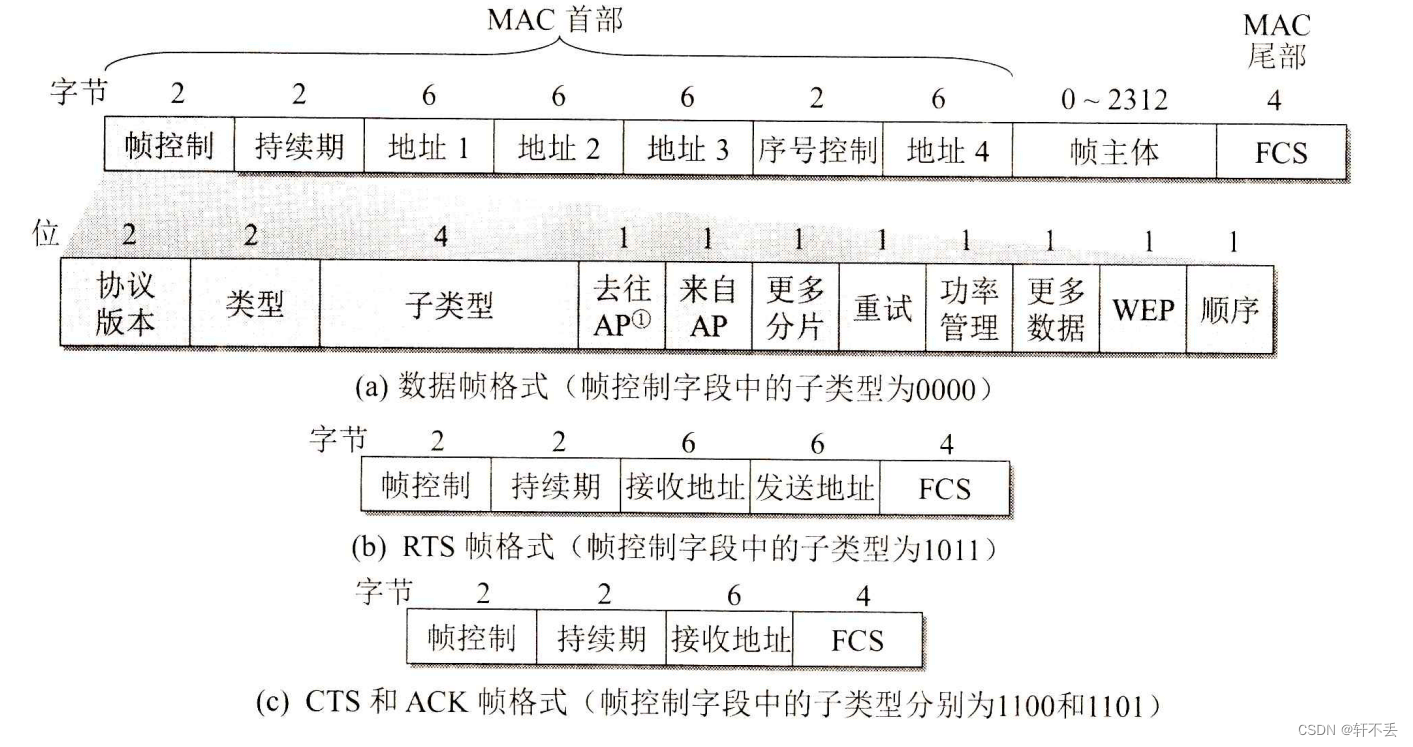 MAC 首部
MAC
尾部
字节 2 2 6 6 6 2 6 0 ~ 2312 4
帧控制 持续期 地址 1 地址 2 地址 3 序号控制 地址 4 帧主体 FCS
位 2 2 4 1 1 1 1 1 1 1 1
协议版本 类型 子类型 去往AP① 来自AP 更多分片 重试 功率管理 更多数据 WEP 顺序
(a) 数据帧格式（帧控制字段中的子类型为0000）
字节 2 2 6 6 4
帧控制 持续期 接收地址 发送地址 FCS
(b) RTS 帧格式（帧控制字段中的子类型为1011）
字节 2 2 6 4
帧控制 持续期 接收地址 FCS
(c) CTS 和 ACK 帧格式（帧控制字段中的子类型分别为1100和1101）
CSDN @轩不丢